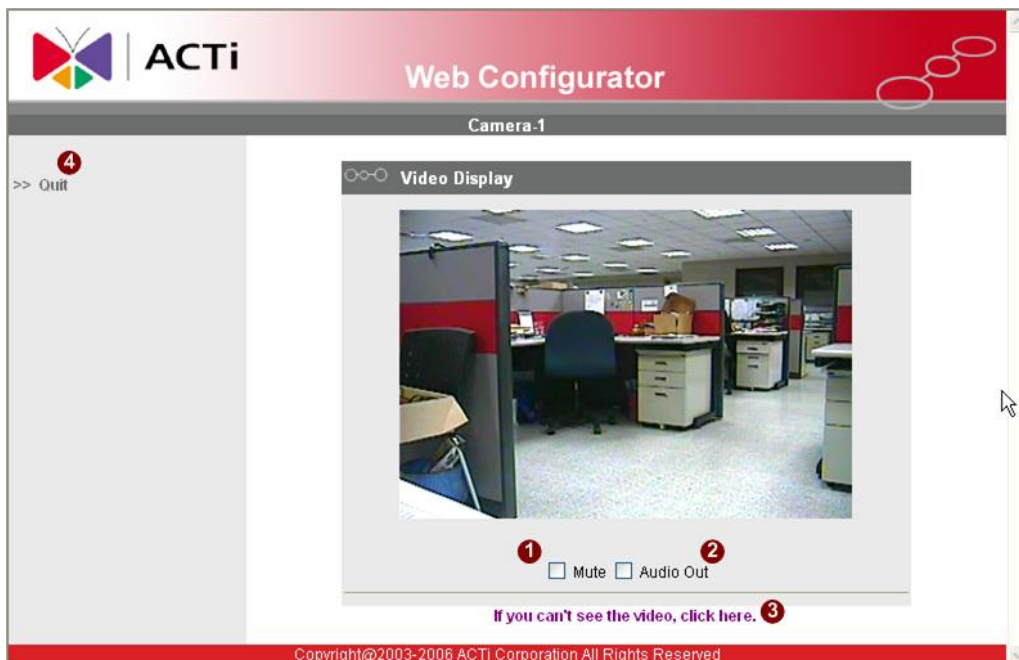 ACTi
Web Configurator
Camera-1
4
>> Quit
Video Display
1
2
Mute Audio Out
If you can't see the video, click here. 3
Copyright@2003-2006 ACTi Corporation All Rights Reserved